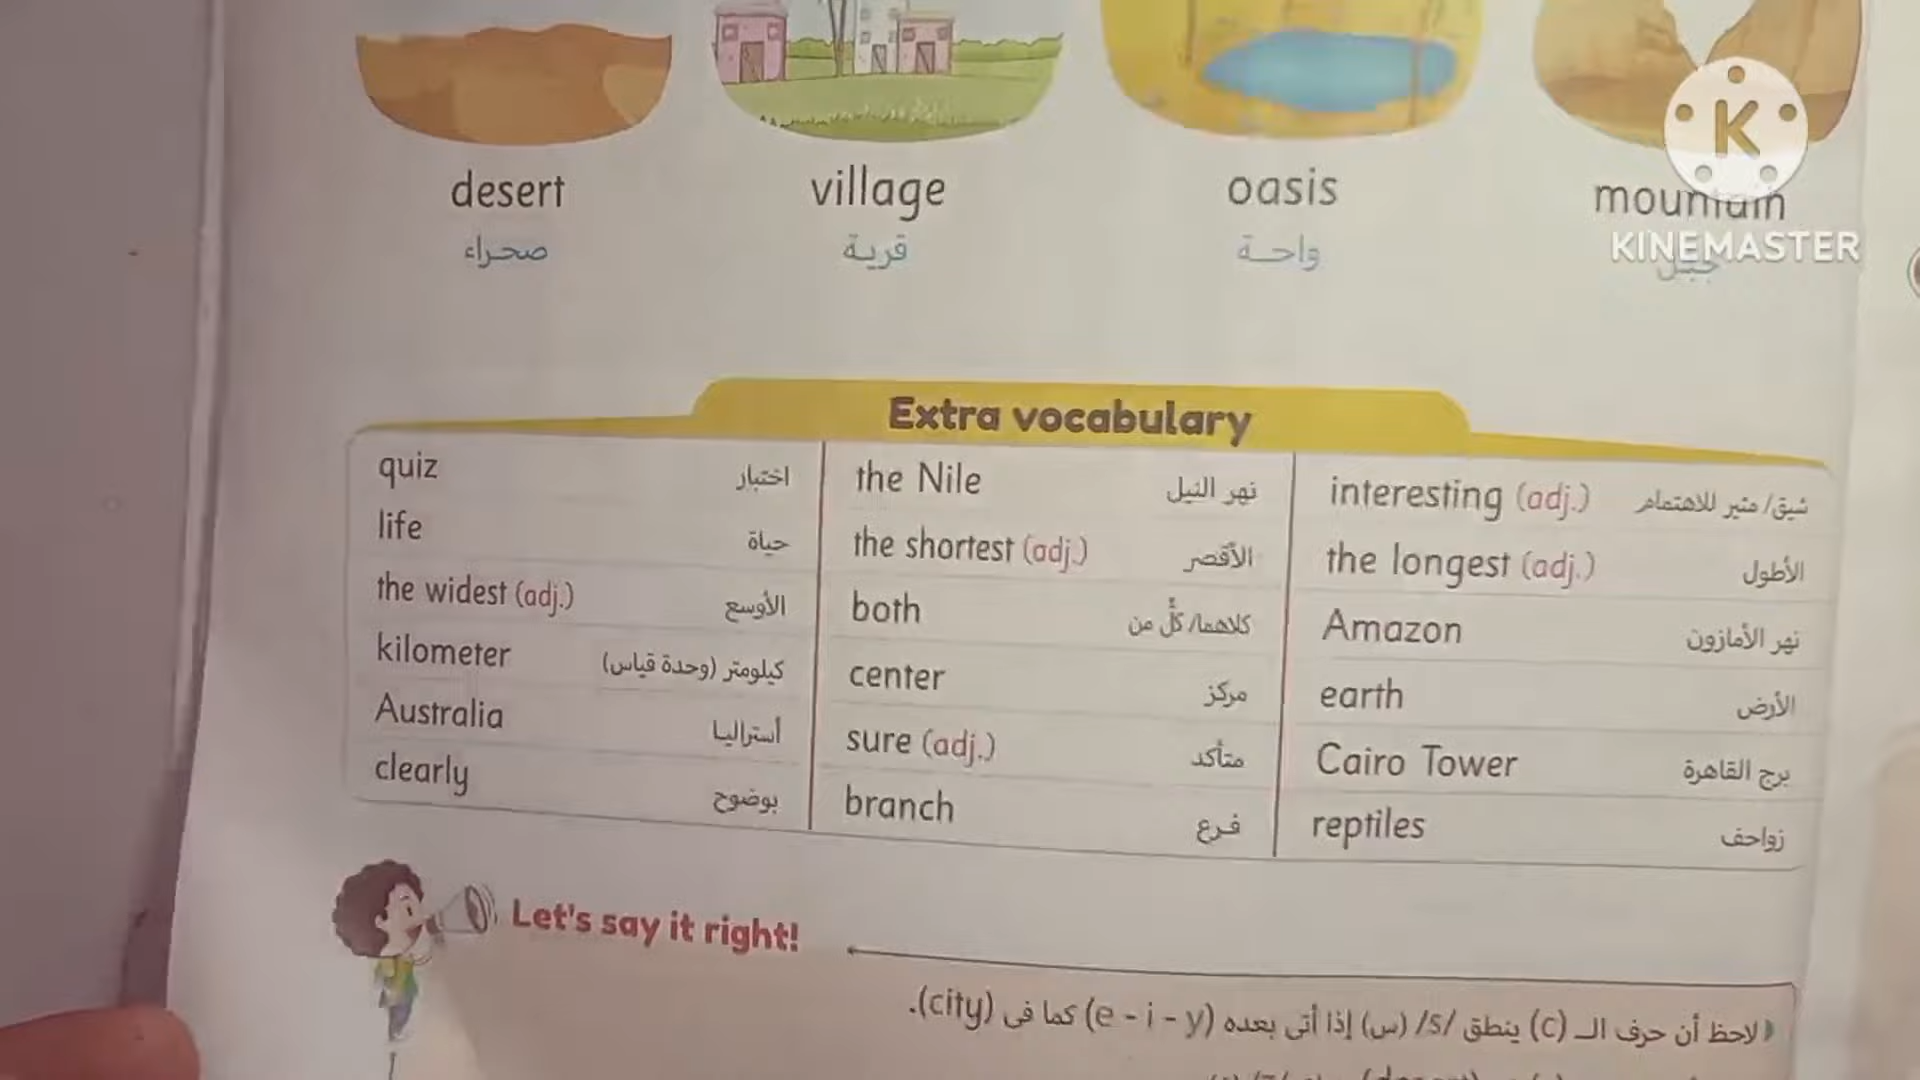 desert
صحراء
village
قرية
oasis
واحة
mountain
جبل
K
KINEMASTER
Extra vocabulary
quiz اختبار
life حياة
the widest (adj.) الأوسع
kilometer كيلومتر (وحدة قياس)
Australia أستراليا
clearly بوضوح
the Nile نهر النيل
the shortest (adj.) الأقصر
both كلاهما/ كلٌّ من
center مركز
sure (adj.) متأكد
branch فرع
interesting (adj.) شيق/ مثير للاهتمام
the longest (adj.) الأطول
Amazon نهر الأمازون
earth الأرض
Cairo Tower برج القاهرة
reptiles زواحف
Let's say it right!
لاحظ أن حرف الـ (c) ينطق /s/ (س) إذا أتى بعده (e - i - y) كما فى (city).